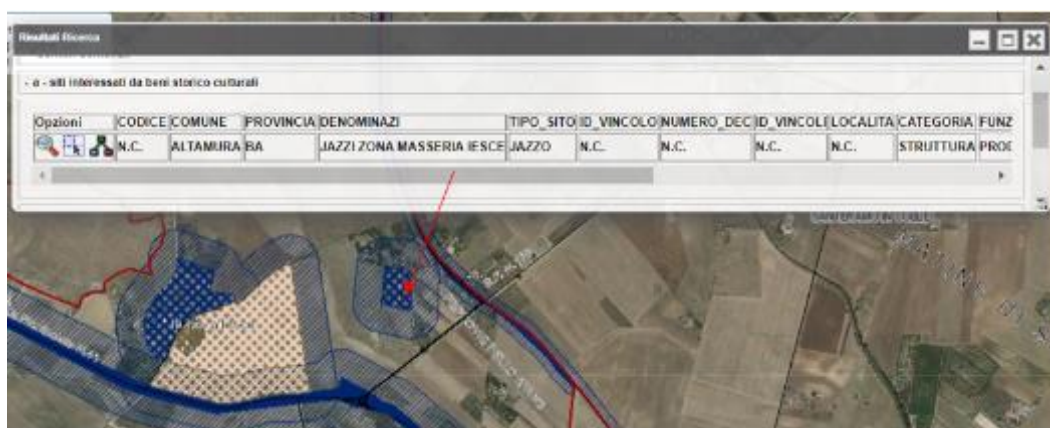 Risultati Ricerca
- a - siti interessati da beni storico culturali
Opzioni CODICE COMUNE PROVINCIA DENOMINAZI TIPO_SITO ID_VINCOLO NUMERO_DEC ID_VINCOLI LOCALITA CATEGORIA FUNZ
N.C. ALTAMURA BA JAZZI ZONA MASSERIA IESCE JAZZO N.C. N.C. N.C. N.C. STRUTTURA PROD